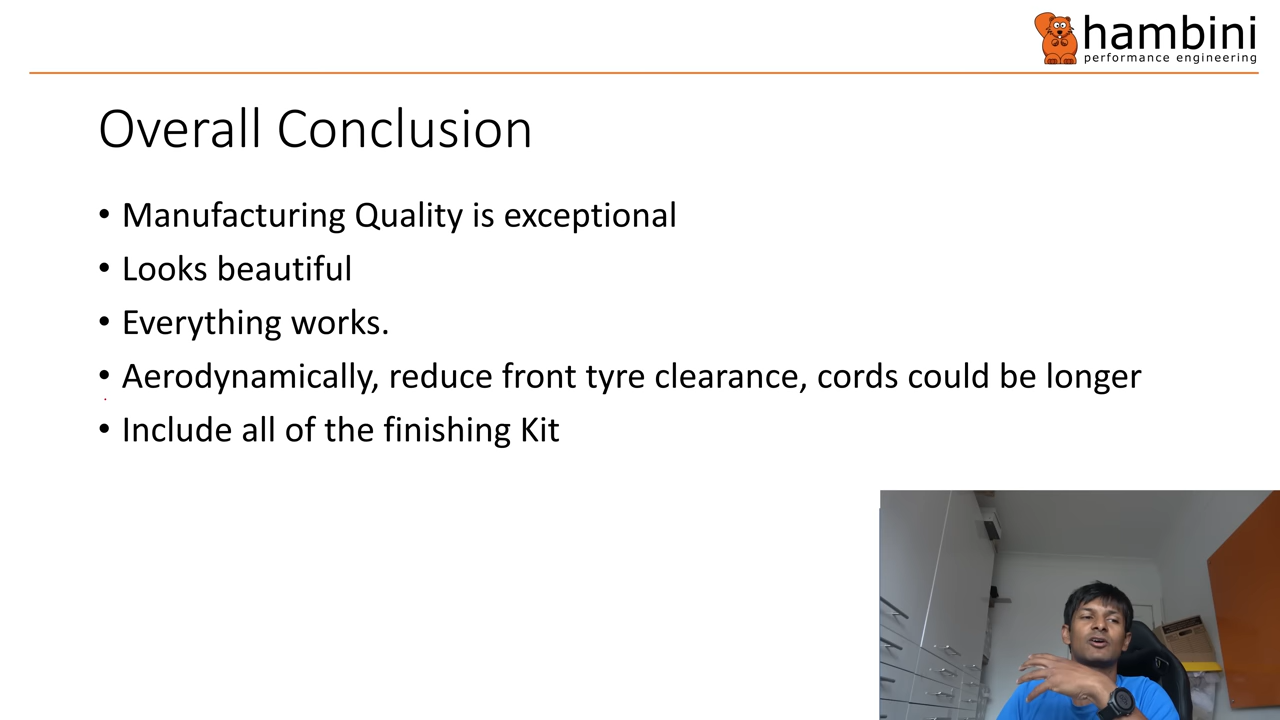 hambini
performance engineering
Overall Conclusion
• Manufacturing Quality is exceptional
• Looks beautiful
• Everything works.
• Aerodynamically, reduce front tyre clearance, cords could be longer
• Include all of the finishing Kit